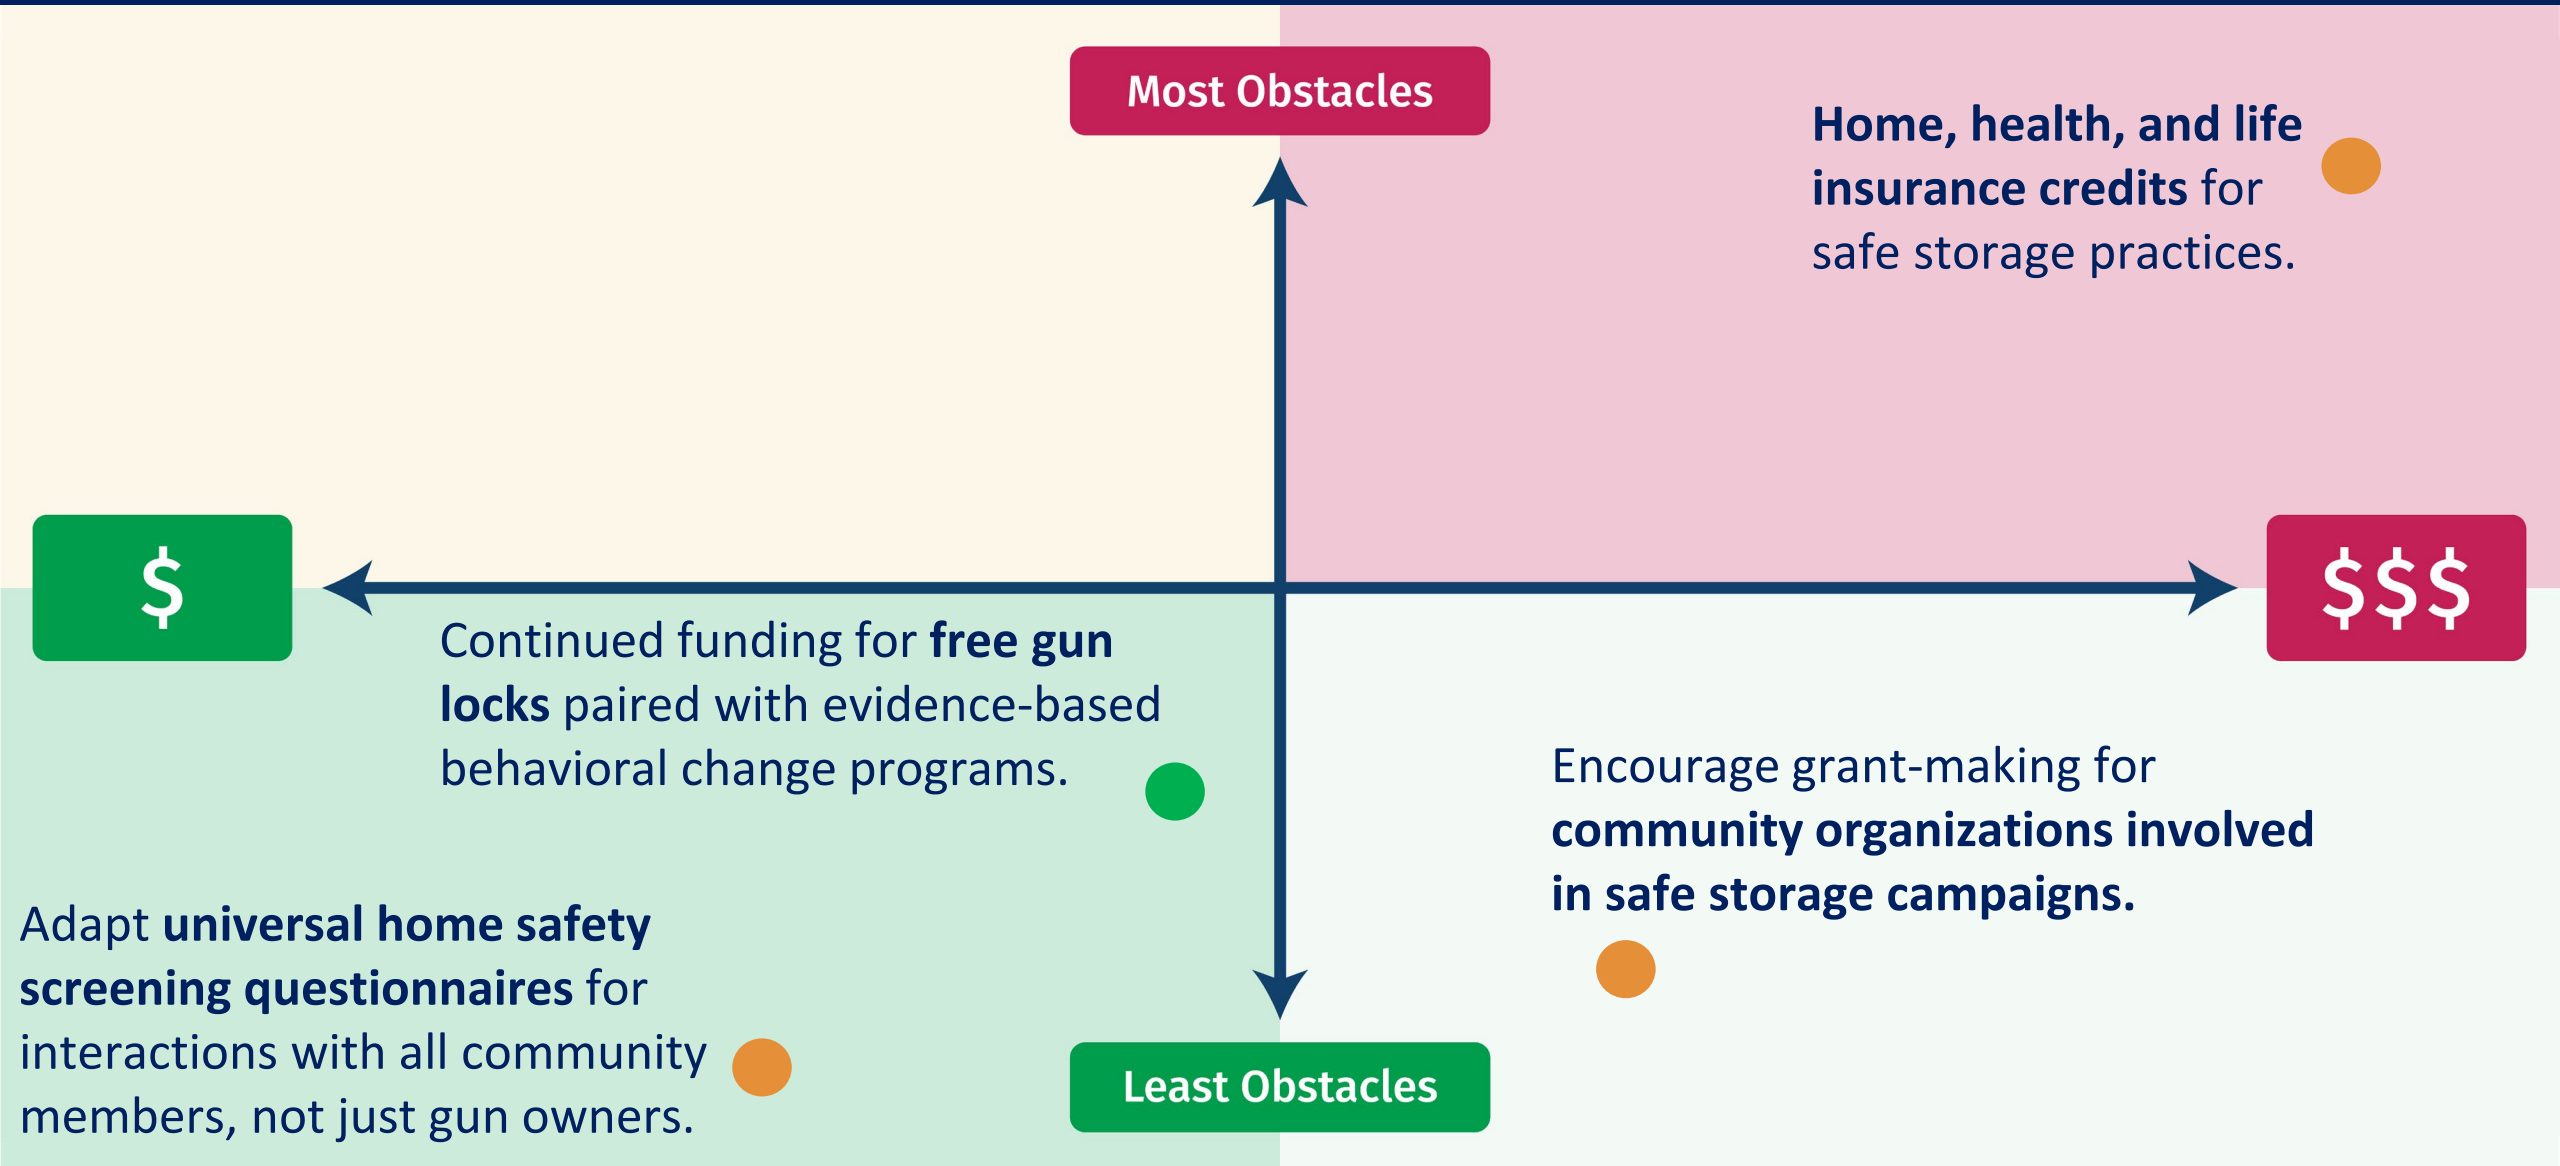 Most Obstacles
Home, health, and life
insurance credits for
safe storage practices.
$
$$$
Continued funding for free gun
locks paired with evidence-based
behavioral change programs.
Encourage grant-making for
community organizations involved
in safe storage campaigns.
Adapt universal home safety
screening questionnaires for
interactions with all community
members, not just gun owners.
Least Obstacles